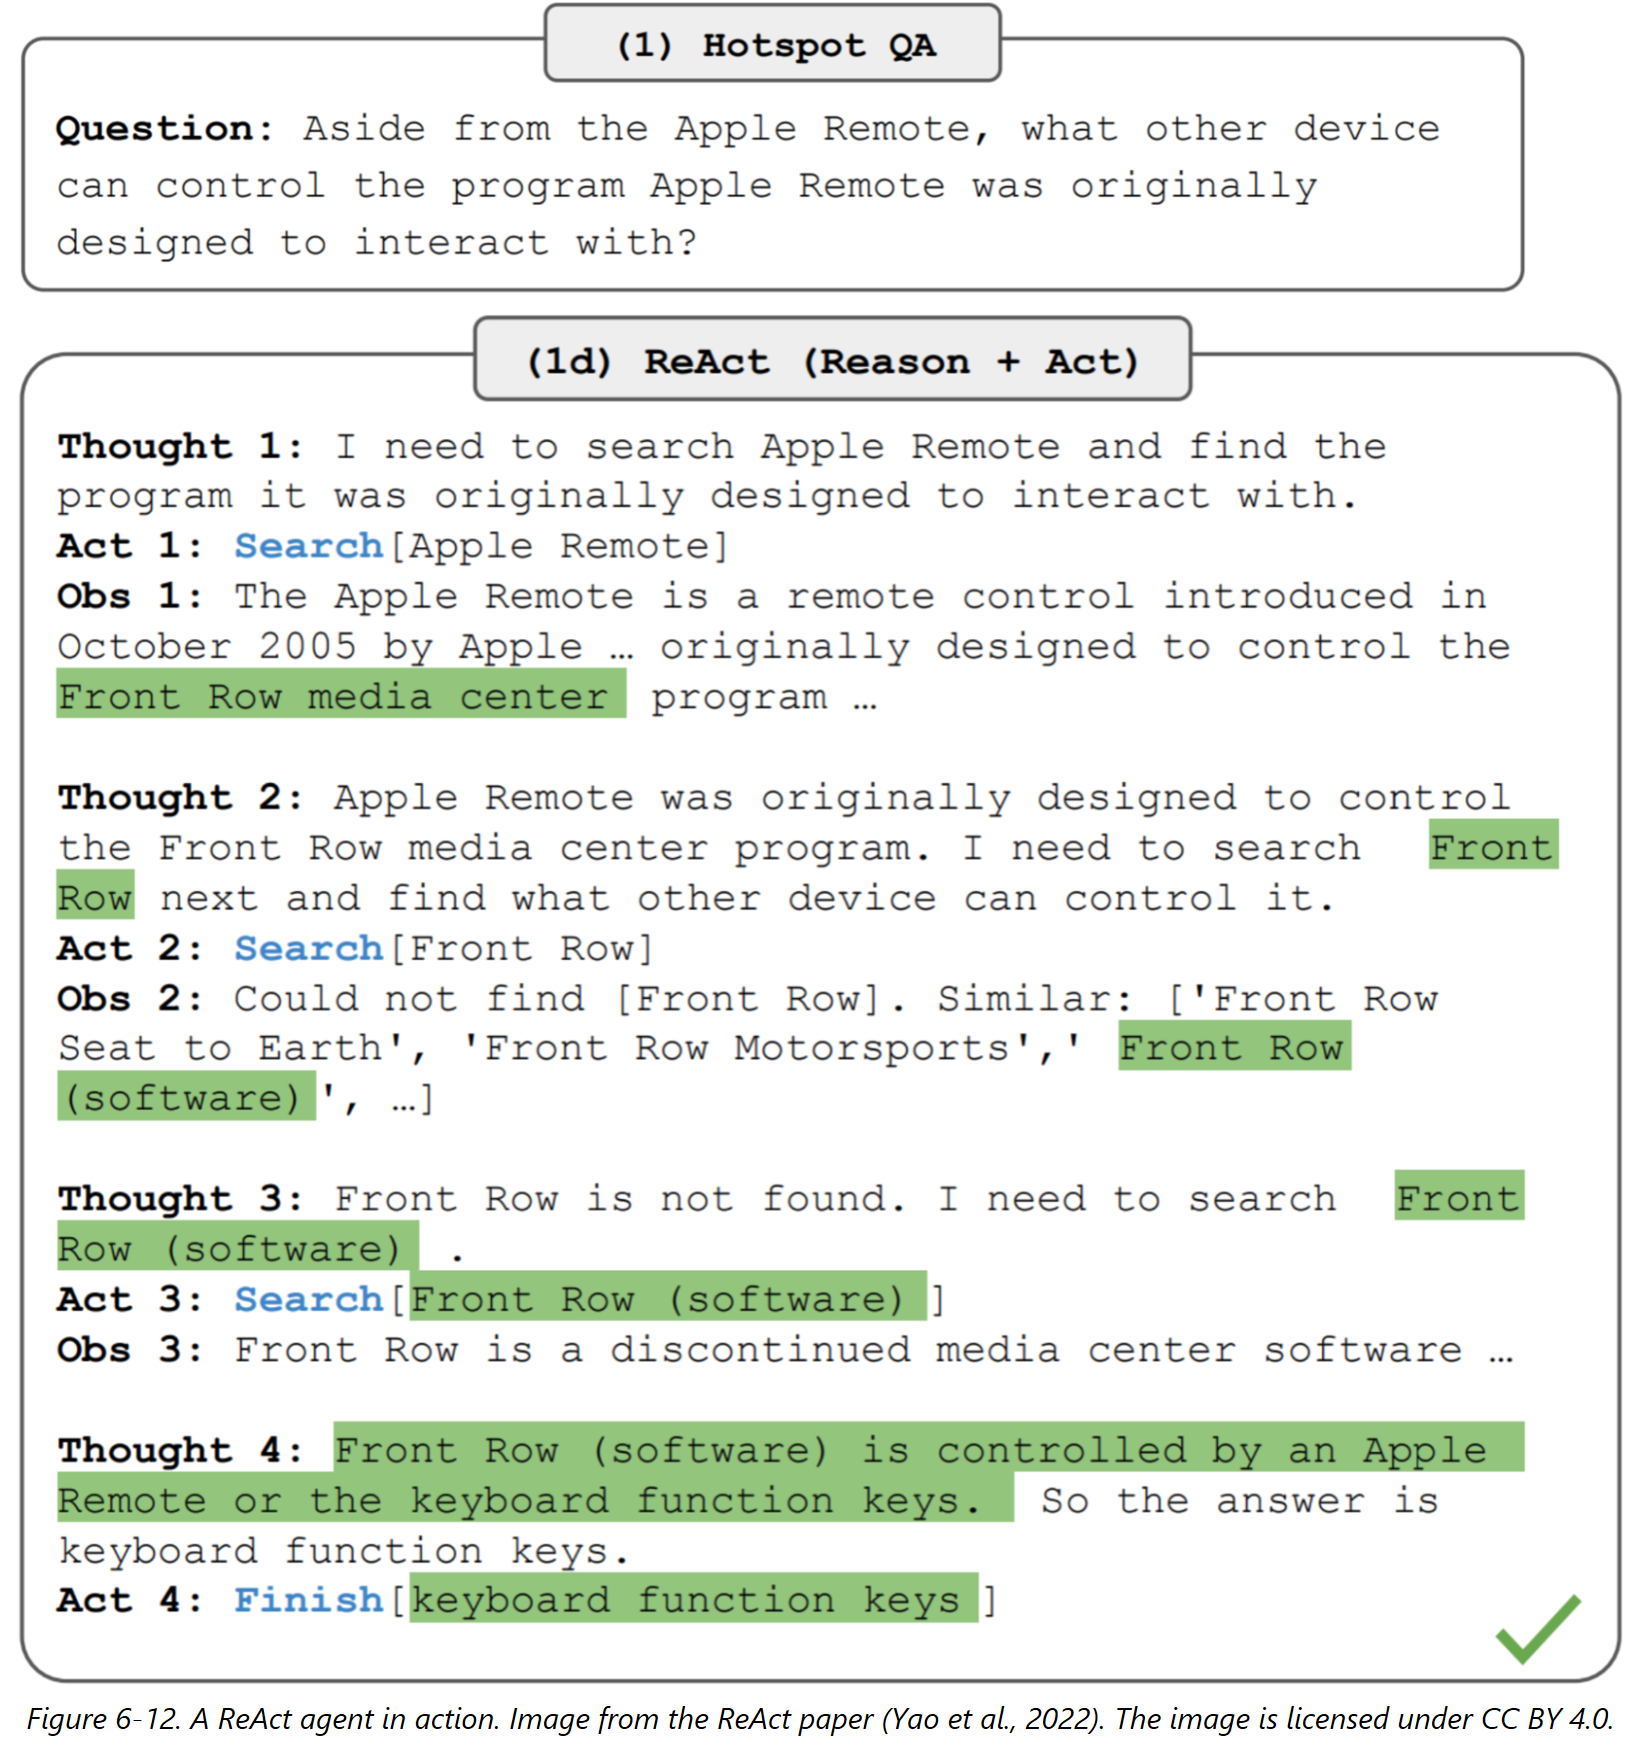 (1) Hotspot QA
Question: Aside from the Apple Remote, what other device
can control the program Apple Remote was originally
designed to interact with?
(1d) ReAct (Reason + Act)
Thought 1: I need to search Apple Remote and find the
program it was originally designed to interact with.
Act 1: Search[Apple Remote]
Obs 1: The Apple Remote is a remote control introduced in
October 2005 by Apple … originally designed to control the
Front Row media center program …
Thought 2: Apple Remote was originally designed to control
the Front Row media center program. I need to search Front
Row next and find what other device can control it.
Act 2: Search[Front Row]
Obs 2: Could not find [Front Row]. Similar: ['Front Row
Seat to Earth', 'Front Row Motorsports',' Front Row
(software)', …]
Thought 3: Front Row is not found. I need to search Front
Row (software) .
Act 3: Search[Front Row (software) ]
Obs 3: Front Row is a discontinued media center software …
Thought 4: Front Row (software) is controlled by an Apple
Remote or the keyboard function keys. So the answer is
keyboard function keys.
Act 4: Finish[keyboard function keys ]
Figure 6-12. A ReAct agent in action. Image from the ReAct paper (Yao et al., 2022). The image is licensed under CC BY 4.0.